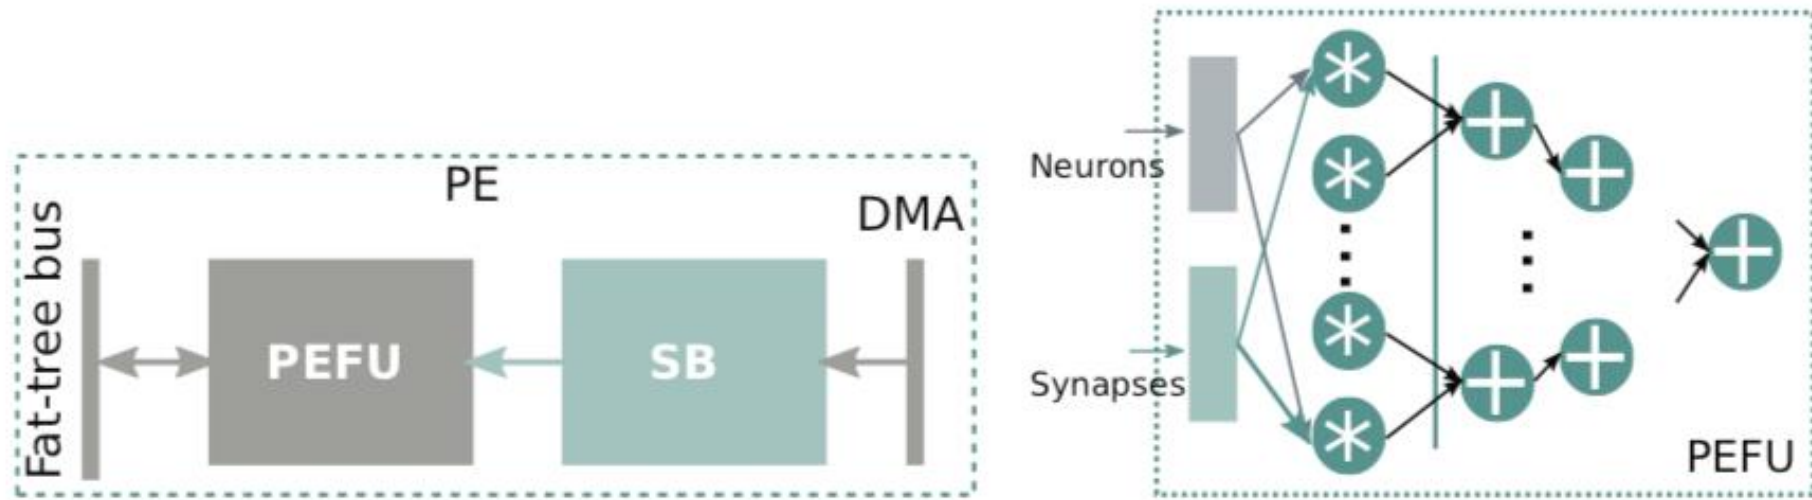 PE
DMA
Fat-tree bus
PEFU
SB
Neurons
Synapses
PEFU